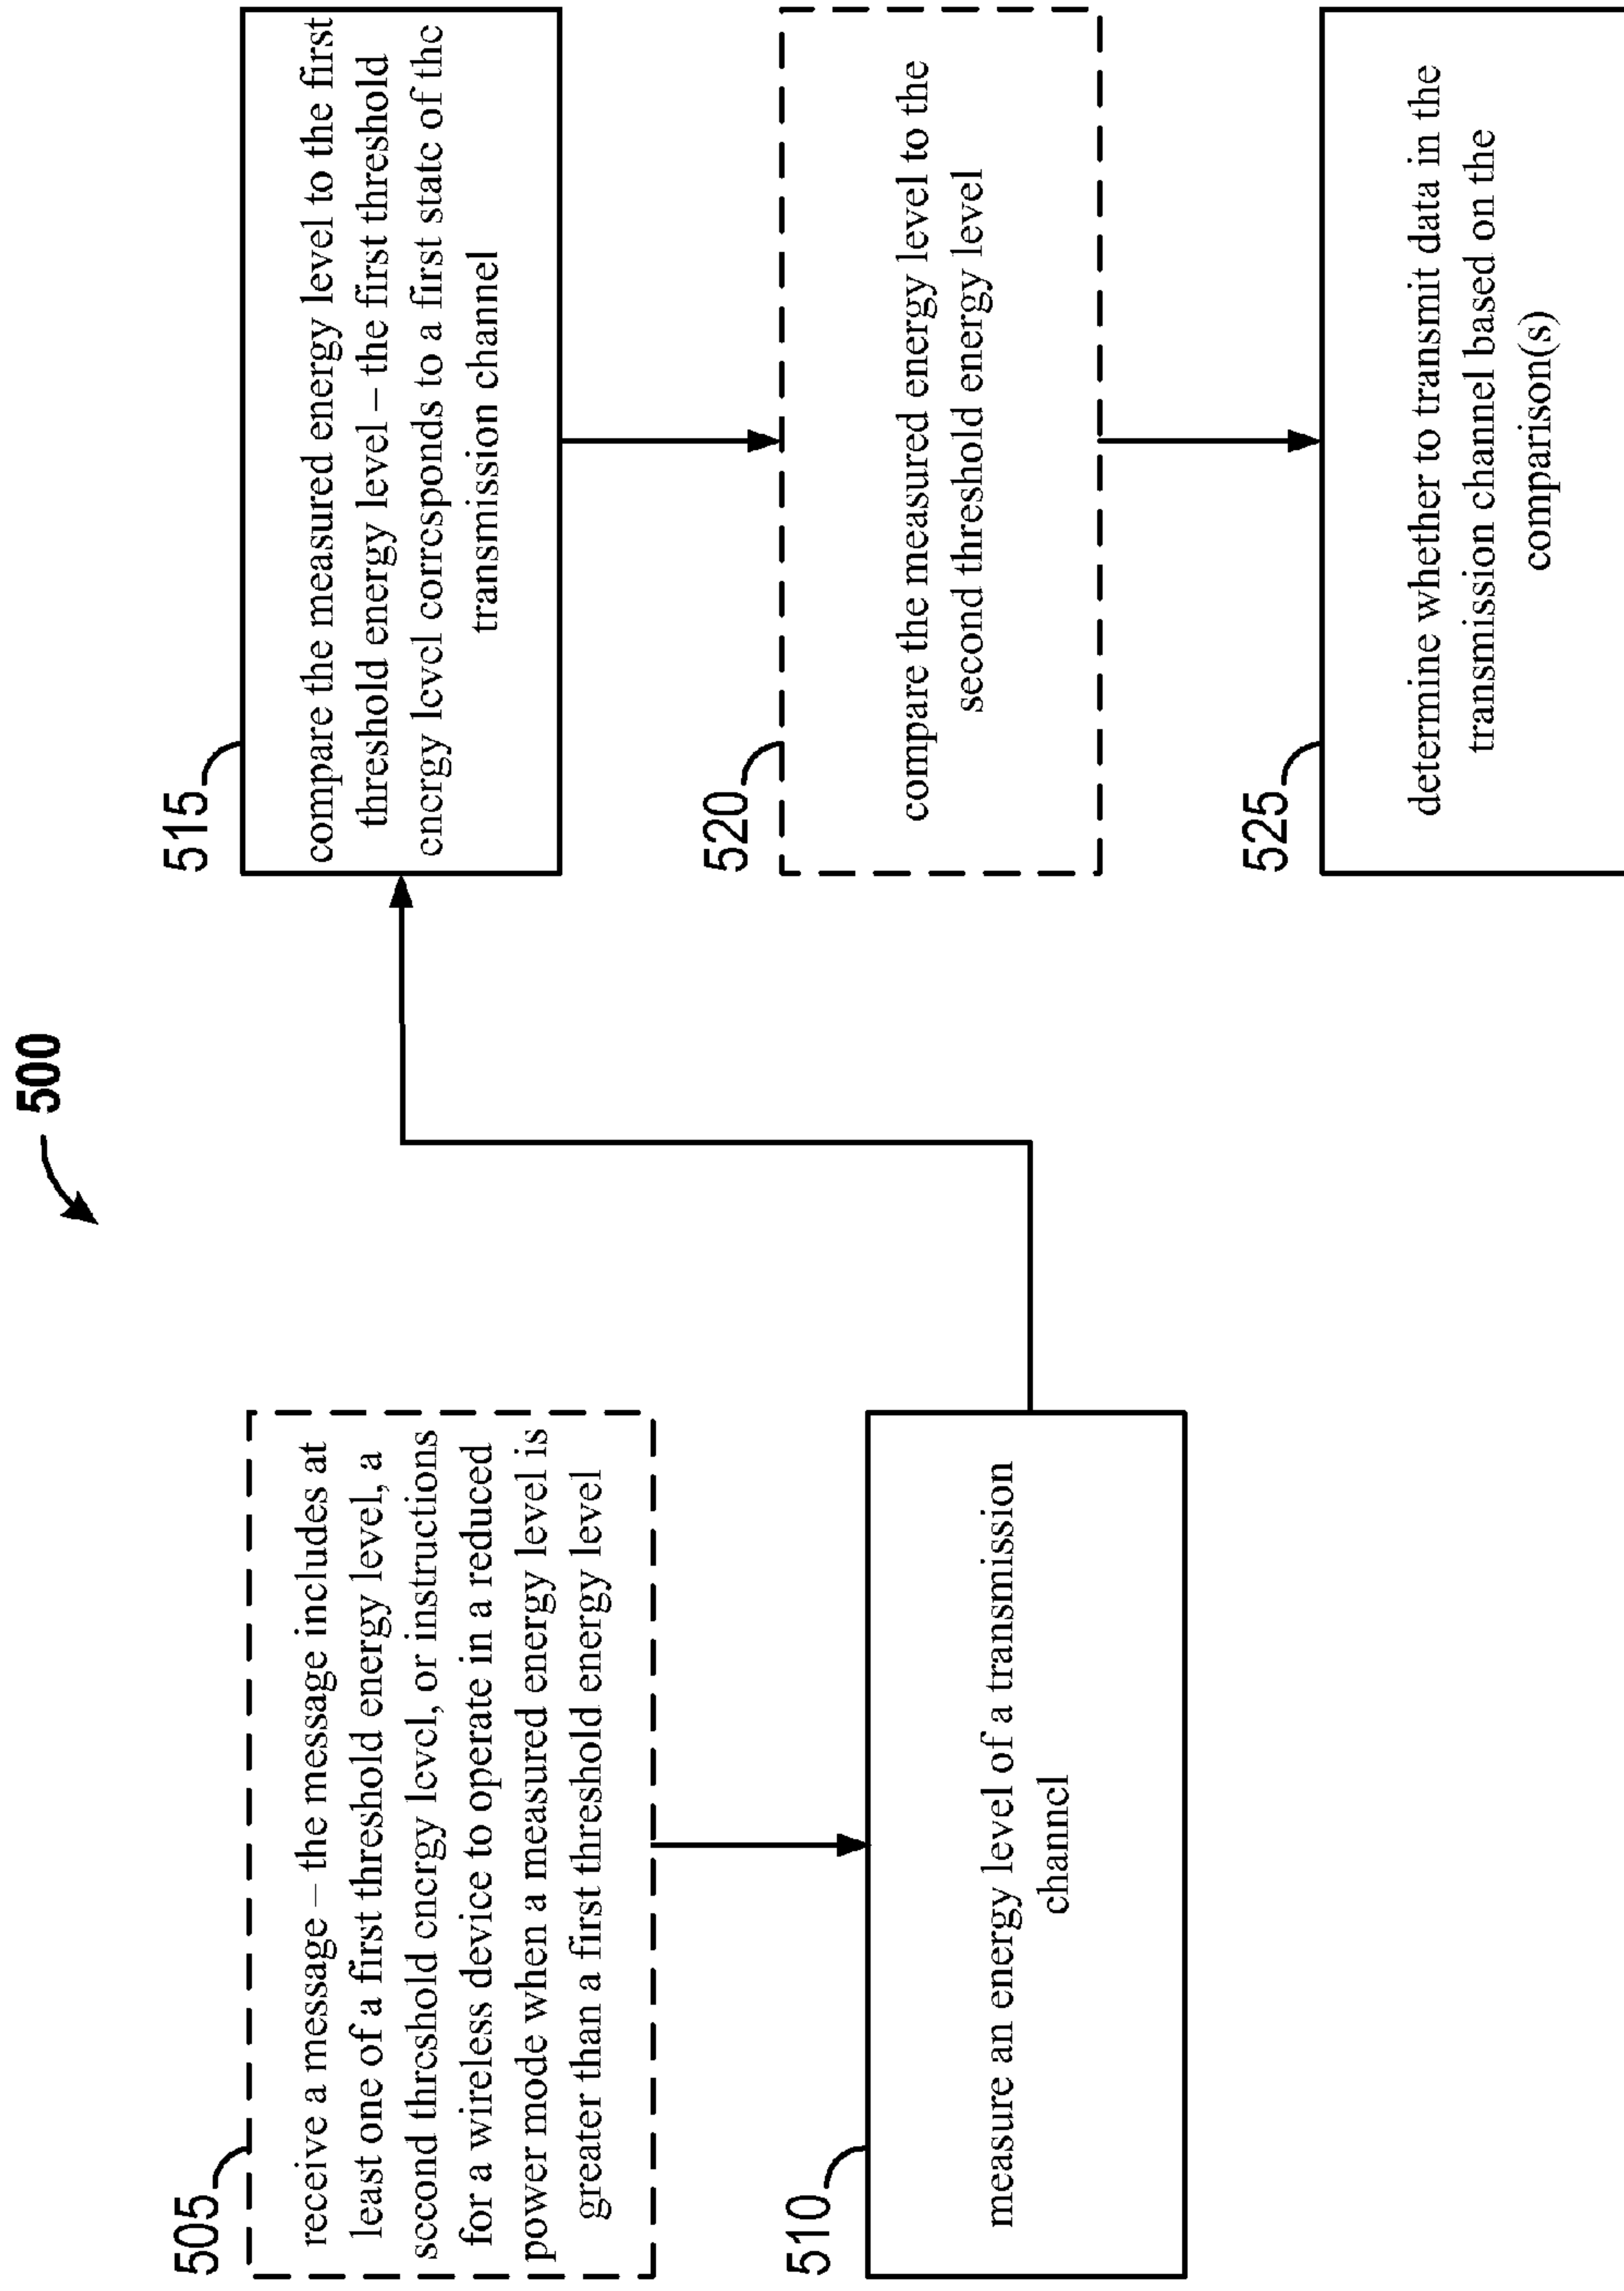 500
505
receive a message – the message includes at
least one of a first threshold energy level, a
second threshold energy level, or instructions
for a wireless device to operate in a reduced
power mode when a measured energy level is
greater than a first threshold energy level
510
measure an energy level of a transmission
channel
515
compare the measured energy level to the first
threshold energy level – the first threshold
energy level corresponds to a first state of the
transmission channel
520
compare the measured energy level to the
second threshold energy level
525
determine whether to transmit data in the
transmission channel based on the
comparison(s)